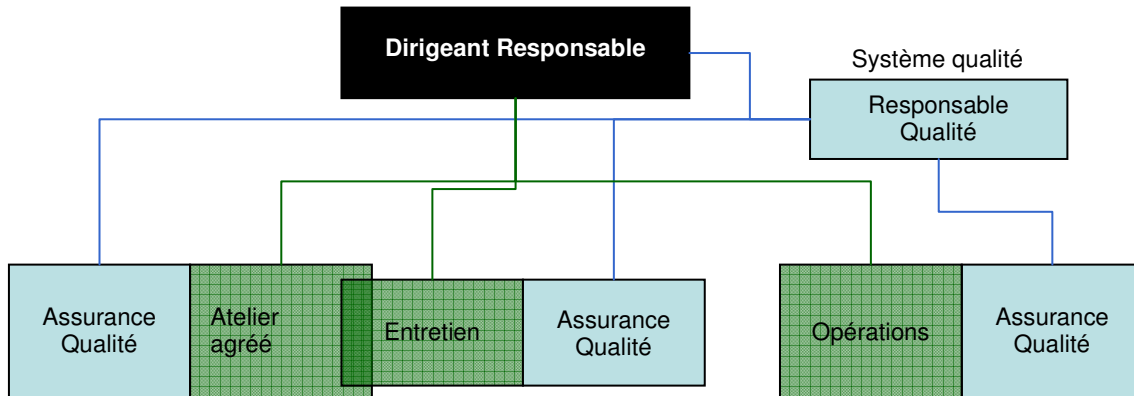 Dirigeant Responsable
Système qualité
Responsable
Qualité
Assurance
Qualité
Atelier
agréé
Entretien
Assurance
Qualité
Opérations
Assurance
Qualité